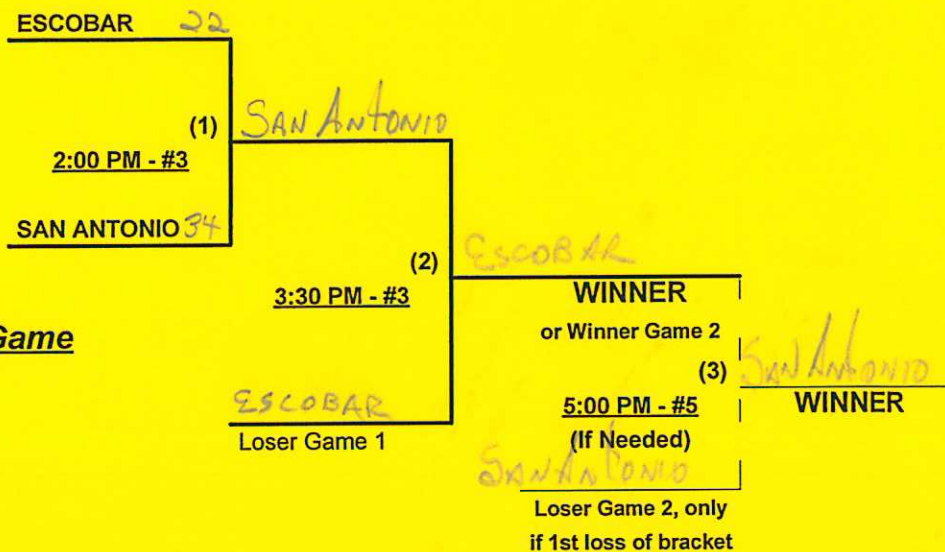 ESCOBAR 22
(1) SAN ANTONIO
2:00 PM - #3
SAN ANTONIO 34
(2) ESCOBAR
3:30 PM - #3
WINNER
Game
or Winner Game 2
(3) SAN ANTONIO
ESCOBAR
5:00 PM - #5
WINNER
Loser Game 1
(If Needed)
SAN ANTONIO
Loser Game 2, only
if 1st loss of bracket